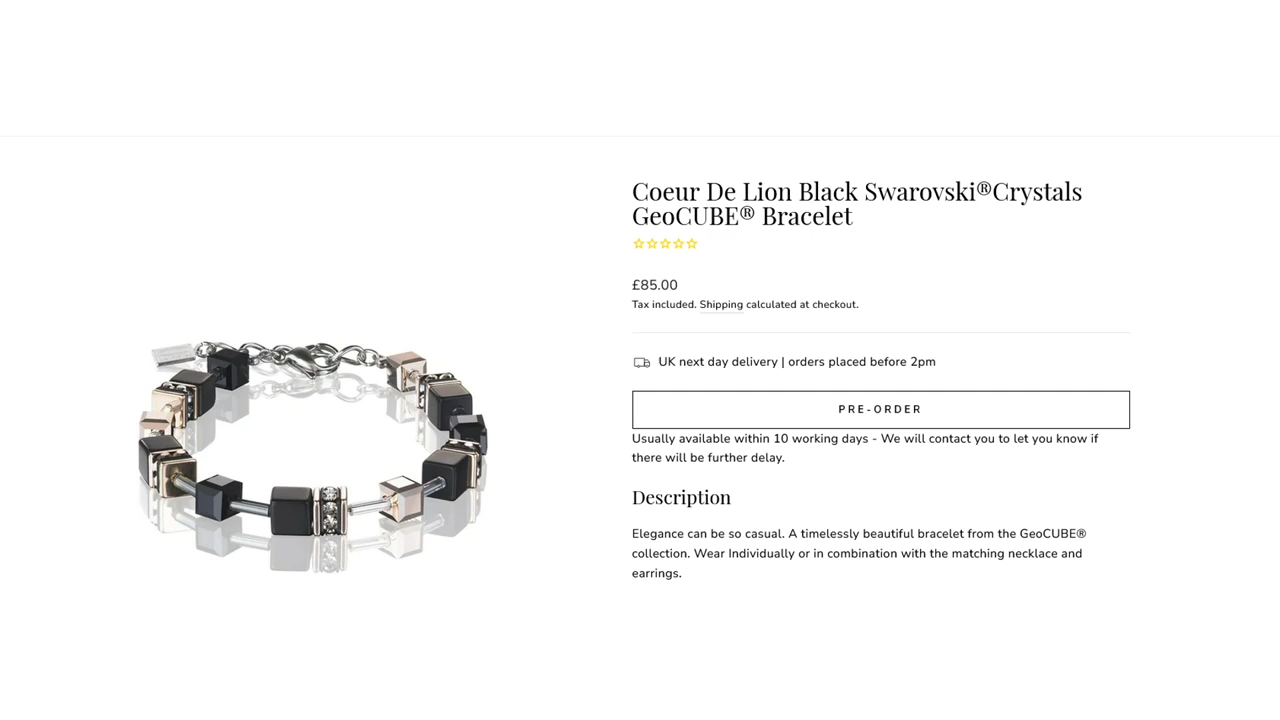 Coeur De Lion Black Swarovski®Crystals
GeoCUBE® Bracelet
£85.00
Tax included. Shipping calculated at checkout.
UK next day delivery | orders placed before 2pm
PRE-ORDER
Usually available within 10 working days - We will contact you to let you know if
there will be further delay.
Description
Elegance can be so casual. A timelessly beautiful bracelet from the GeoCUBE®
collection. Wear Individually or in combination with the matching necklace and
earrings.